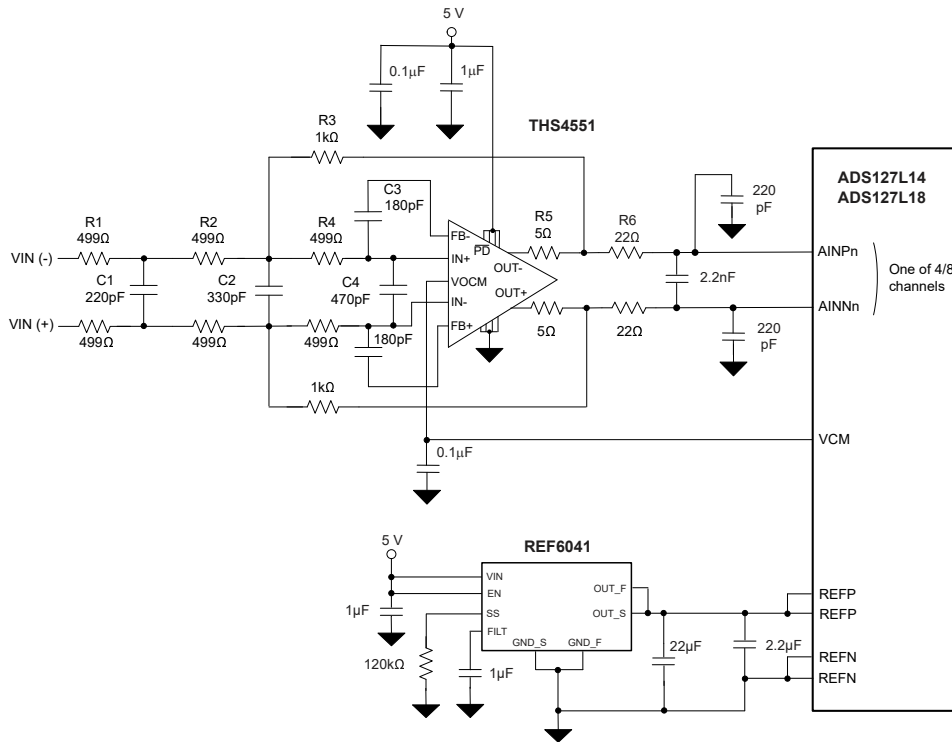 5 V
0.1µF
1µF
THS4551
R3
1kΩ
ADS127L14
ADS127L18
C3
180pF
220
pF
R1
499Ω
R2
499Ω
R4
499Ω
R5
5Ω
R6
22Ω
FB-
PD
OUT-
VIN (-)
IN+
AINPn
C1
220pF
C2
330pF
C4
470pF
VOCM
2.2nF
One of 4/8
channels
OUT+
IN-
VIN (+)
AINNn
FB+
499Ω
499Ω
499Ω
180pF
5Ω
22Ω
220
pF
1kΩ
VCM
0.1µF
5 V
REF6041
VIN
EN
SS
FILT
OUT_F
OUT_S
GND_S
GND_F
1µF
120kΩ
1µF
22µF
2.2µF
REFP
REFP
REFN
REFN